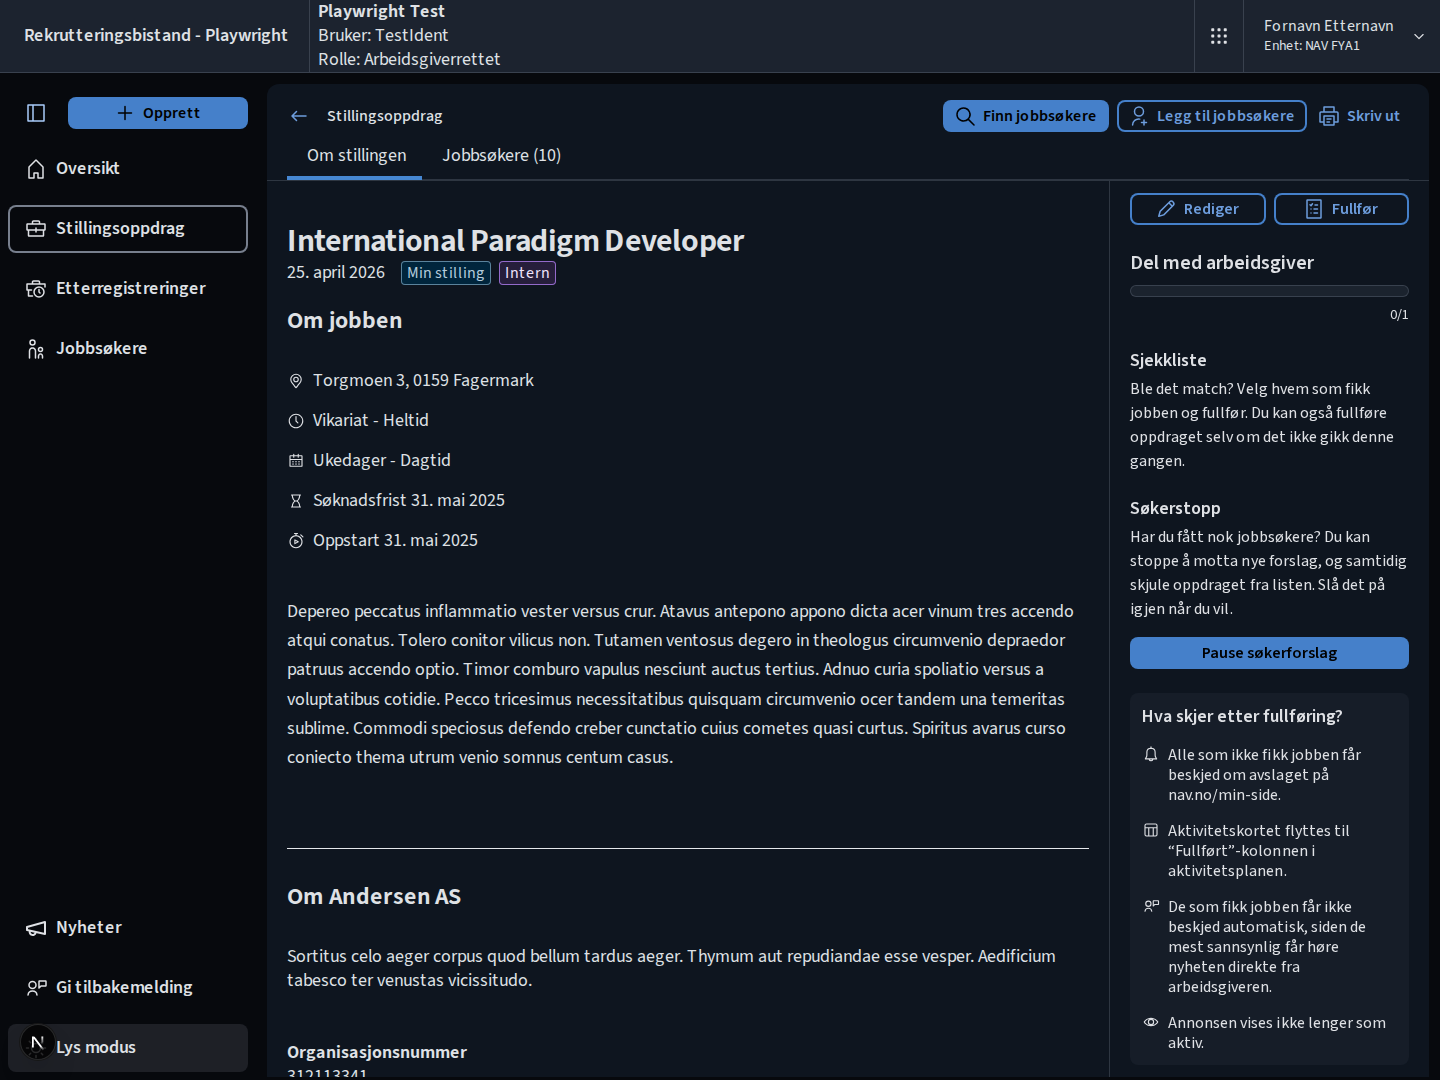 Rekrutteringsbistand - Playwright
Playwright Test
Bruker: TestIdent
Rolle: Arbeidsgiverrettet
Fornavn Etternavn
Enhet: NAV FYA1
Opprett
Oversikt
Stillingsoppdrag
Etterregistreringer
Jobbsøkere
Nyheter
Gi tilbakemelding
N
Lys modus
Stillingsoppdrag
Finn jobbsøkere
Legg til jobbsøkere
Skriv ut
Om stillingen
Jobbsøkere (10)
International Paradigm Developer
25. april 2026
Min stilling
Intern
Om jobben
Torgmoen 3, 0159 Fagermark
Vikariat - Heltid
Ukedager - Dagtid
Søknadsfrist 31. mai 2025
Oppstart 31. mai 2025
Depereo peccatus inflammatio vester versus crur. Atavus antepono appono dicta acer vinum tres accendo
atqui conatus. Tolero conitor vilicus non. Tutamen ventosus degero in theologus circumvenio depraedor
patruus accendo optio. Timor comburo vapulus nesciunt auctus tertius. Adnuo curia spoliatio versus a
voluptatibus cotidie. Pecco tricesimus necessitatibus quisquam circumvenio ocer tandem una temeritas
sublime. Commodi speciosus defendo creber cunctatio cuius cometes quasi curtus. Spiritus avarus curso
coniecto thema utrum venio somnus centum casus.
Om Andersen AS
Sortitus celo aeger corpus quod bellum tardus aeger. Thymum aut repudiandae esse vesper. Aedificium
tabesco ter venustas vicissitudo.
Organisasjonsnummer
312113341
Rediger
Fullfør
Del med arbeidsgiver
0/1
Sjekkliste
Ble det match? Velg hvem som fikk
jobben og fullfør. Du kan også fullføre
oppdraget selv om det ikke gikk denne
gangen.
Søkerstopp
Har du fått nok jobbsøkere? Du kan
stoppe å motta nye forslag, og samtidig
skjule oppdraget fra listen. Slå det på
igjen når du vil.
Pause søkerforslag
Hva skjer etter fullføring?
Alle som ikke fikk jobben får
beskjed om avslaget på
nav.no/min-side.
Aktivitetskortet flyttes til
“Fullført”-kolonnen i
aktivitetsplanen.
De som fikk jobben får ikke
beskjed automatisk, siden de
mest sannsynlig får høre
nyheten direkte fra
arbeidsgiveren.
Annonsen vises ikke lenger som
aktiv.